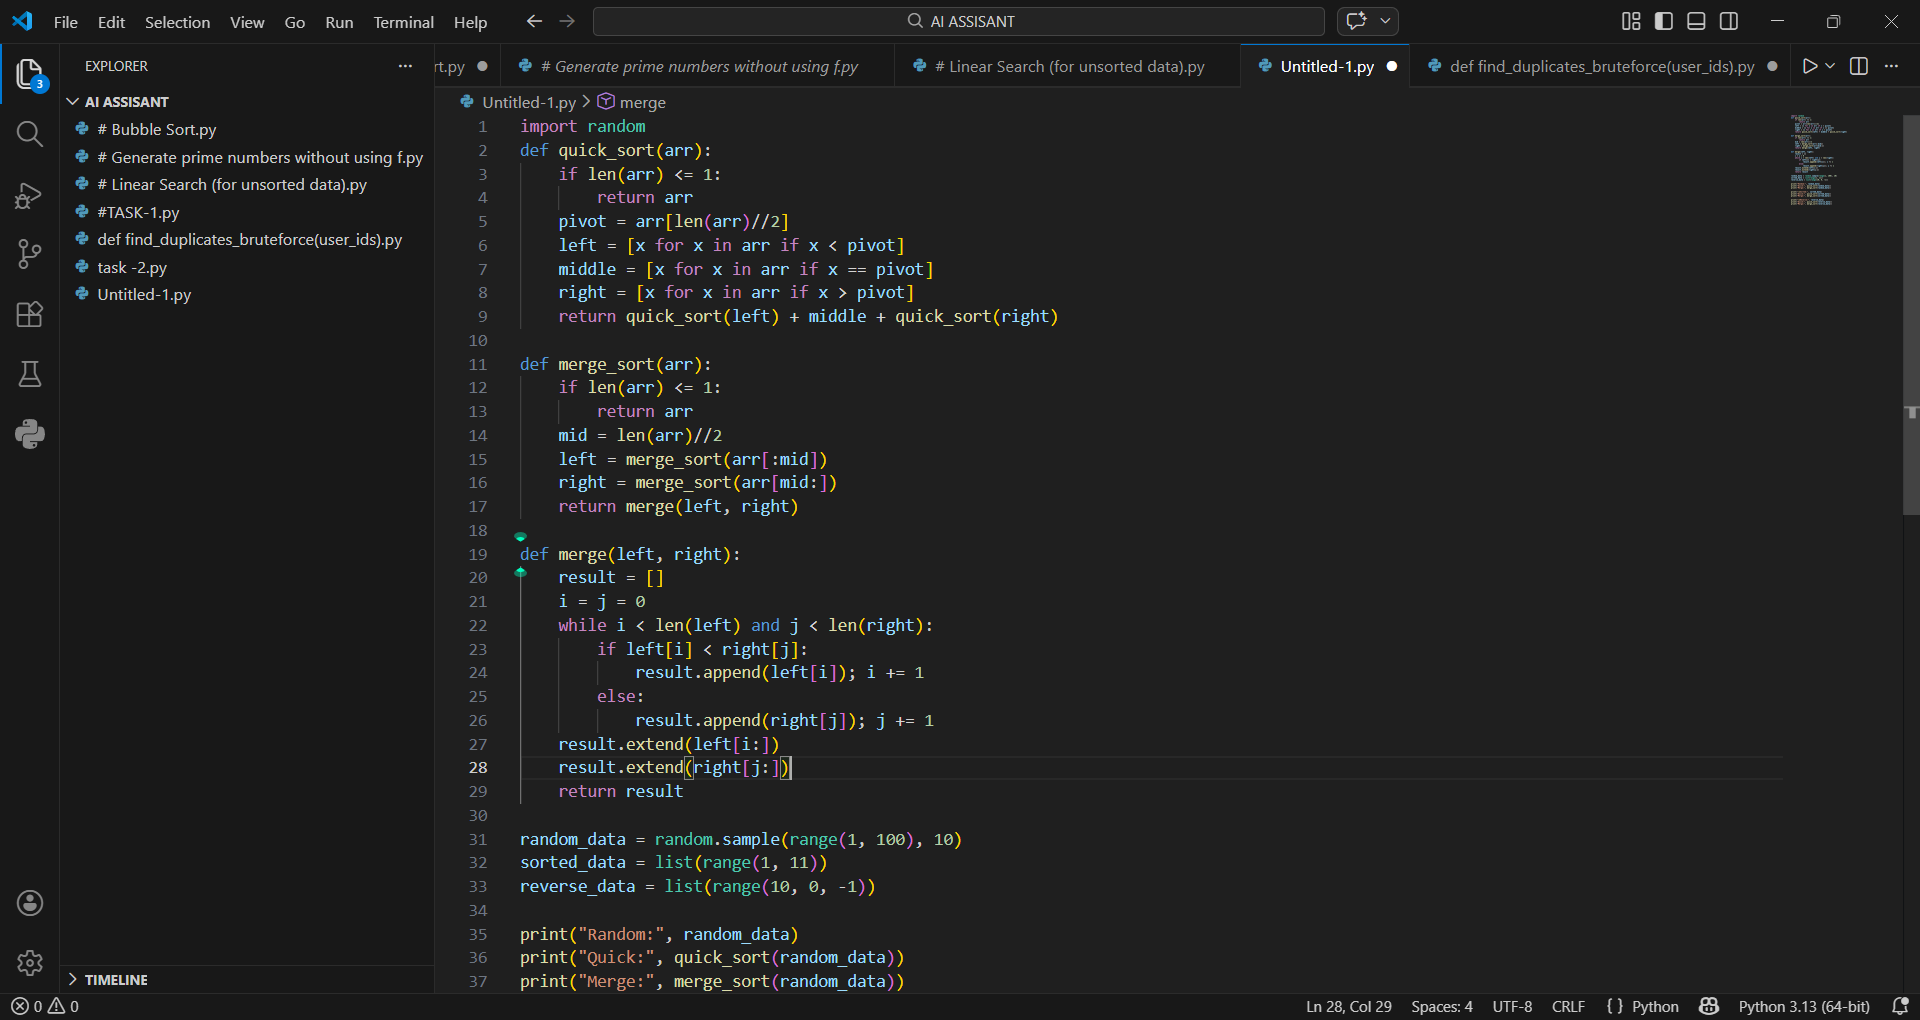 File Edit Selection View Go Run Terminal Help
AI ASSISANT
EXPLORER
AI ASSISANT
# Bubble Sort.py
# Generate prime numbers without using f.py
# Linear Search (for unsorted data).py
#TASK-1.py
def find_duplicates_bruteforce(user_ids).py
task -2.py
Untitled-1.py
TIMELINE
3
rt.py
# Generate prime numbers without using f.py
# Linear Search (for unsorted data).py
Untitled-1.py
def find_duplicates_bruteforce(user_ids).py
Untitled-1.py > merge
1 import random
2 def quick_sort(arr):
3     if len(arr) <= 1:
4         return arr
5     pivot = arr[len(arr)//2]
6     left = [x for x in arr if x < pivot]
7     middle = [x for x in arr if x == pivot]
8     right = [x for x in arr if x > pivot]
9     return quick_sort(left) + middle + quick_sort(right)
10
11 def merge_sort(arr):
12     if len(arr) <= 1:
13         return arr
14     mid = len(arr)//2
15     left = merge_sort(arr[:mid])
16     right = merge_sort(arr[mid:])
17     return merge(left, right)
18
19 def merge(left, right):
20     result = []
21     i = j = 0
22     while i < len(left) and j < len(right):
23         if left[i] < right[j]:
24             result.append(left[i]); i += 1
25         else:
26             result.append(right[j]); j += 1
27     result.extend(left[i:])
28     result.extend(right[j:])
29     return result
30
31 random_data = random.sample(range(1, 100), 10)
32 sorted_data = list(range(1, 11))
33 reverse_data = list(range(10, 0, -1))
34
35 print("Random:", random_data)
36 print("Quick:", quick_sort(random_data))
37 print("Merge:", merge_sort(random_data))
0 0
Ln 28, Col 29 Spaces: 4 UTF-8 CRLF {} Python Python 3.13 (64-bit)